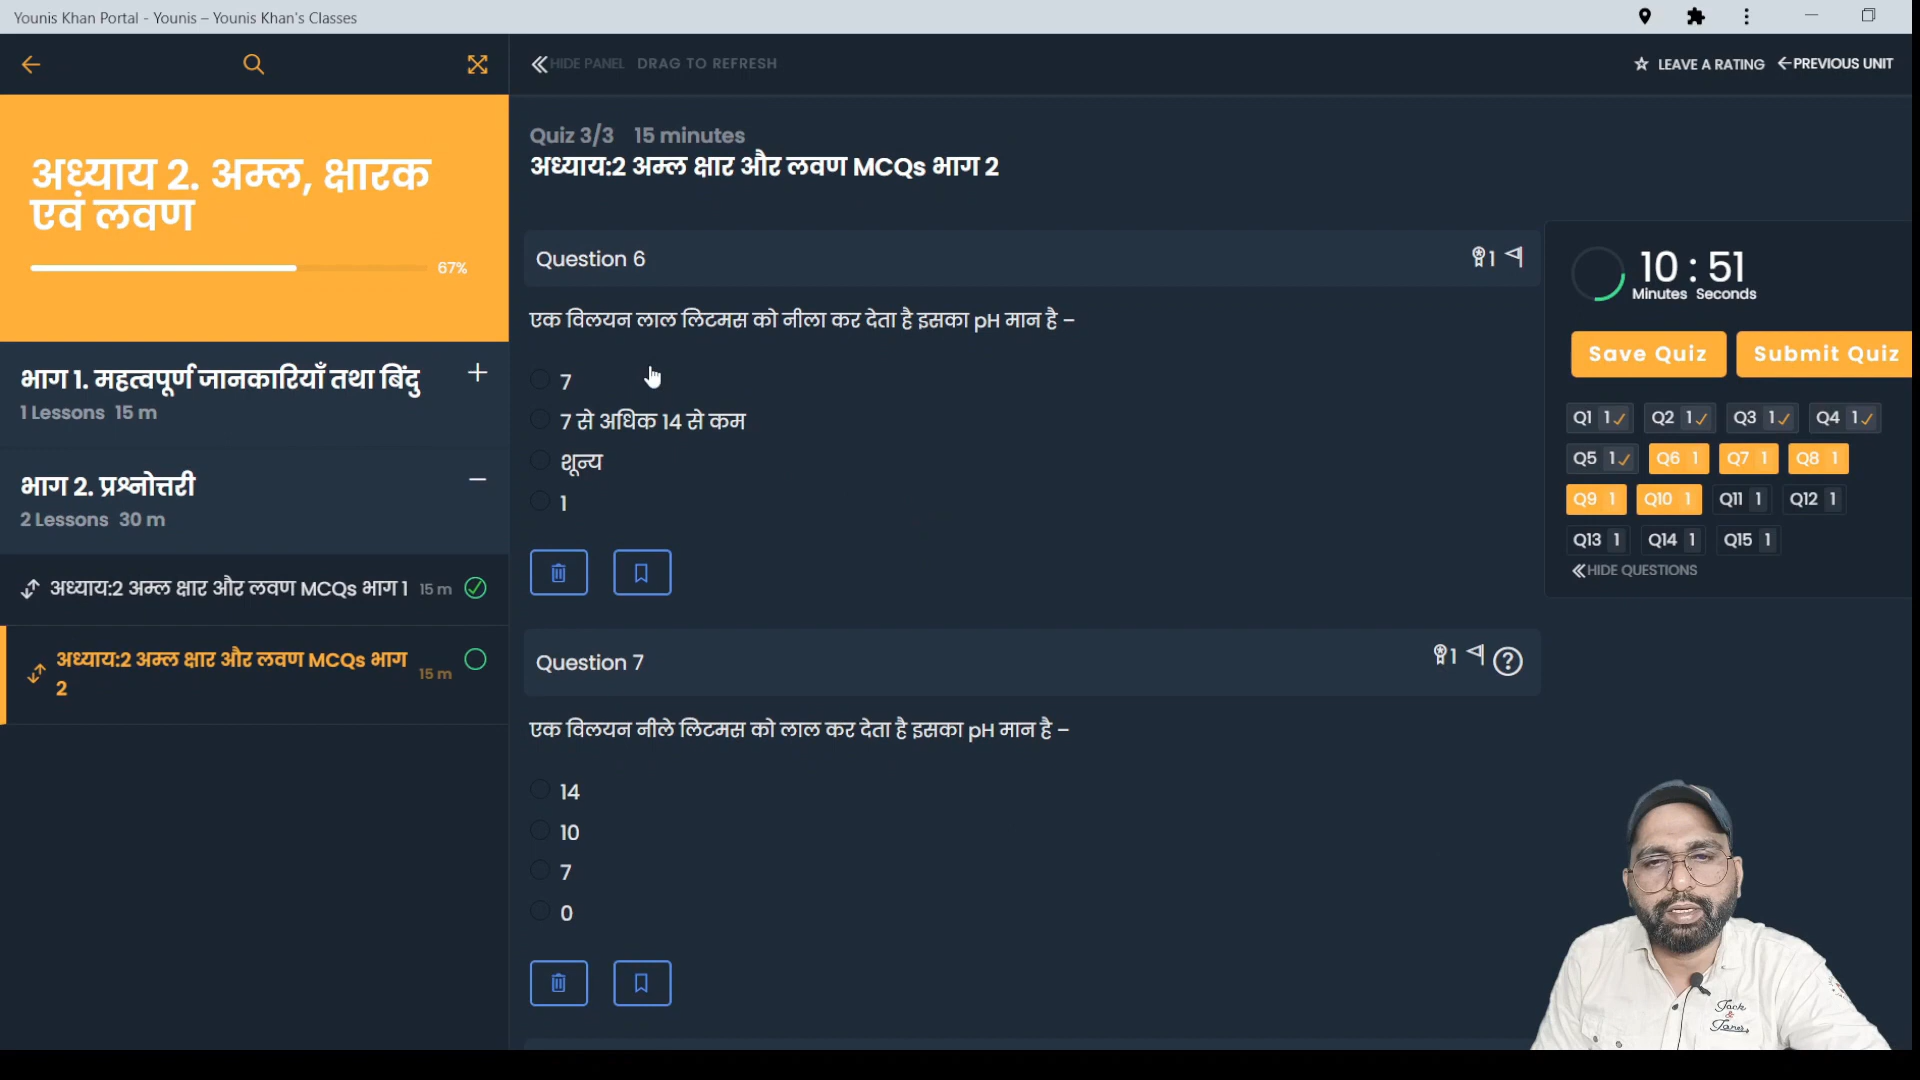 Younis Khan Portal - Younis – Younis Khan's Classes
HIDE PANEL DRAG TO REFRESH
LEAVE A RATING
PREVIOUS UNIT
अध्याय 2. अम्ल, क्षारक
एवं लवण
67%
भाग 1. महत्वपूर्ण जानकारियाँ तथा बिंदु
1 Lessons 15 m
भाग 2. प्रश्नोत्तरी
2 Lessons 30 m
अध्याय:2 अम्ल क्षार और लवण MCQs भाग 1 15 m
अध्याय:2 अम्ल क्षार और लवण MCQs भाग
2
15 m
Quiz 3/3 15 minutes
अध्याय:2 अम्ल क्षार और लवण MCQs भाग 2
Question 6
1
एक विलयन लाल लिटमस को नीला कर देता है इसका pH मान है –
7
7 से अधिक 14 से कम
शून्य
1
Question 7
1
एक विलयन नीले लिटमस को लाल कर देता है इसका pH मान है –
14
10
7
0
10 : 51
Minutes Seconds
Save Quiz Submit Quiz
Q1 1 Q2 1 Q3 1 Q4 1
Q5 1 Q6 1 Q7 1 Q8 1
Q9 1 Q10 1 Q11 1 Q12 1
Q13 1 Q14 1 Q15 1
HIDE QUESTIONS
Jack
&
Jones